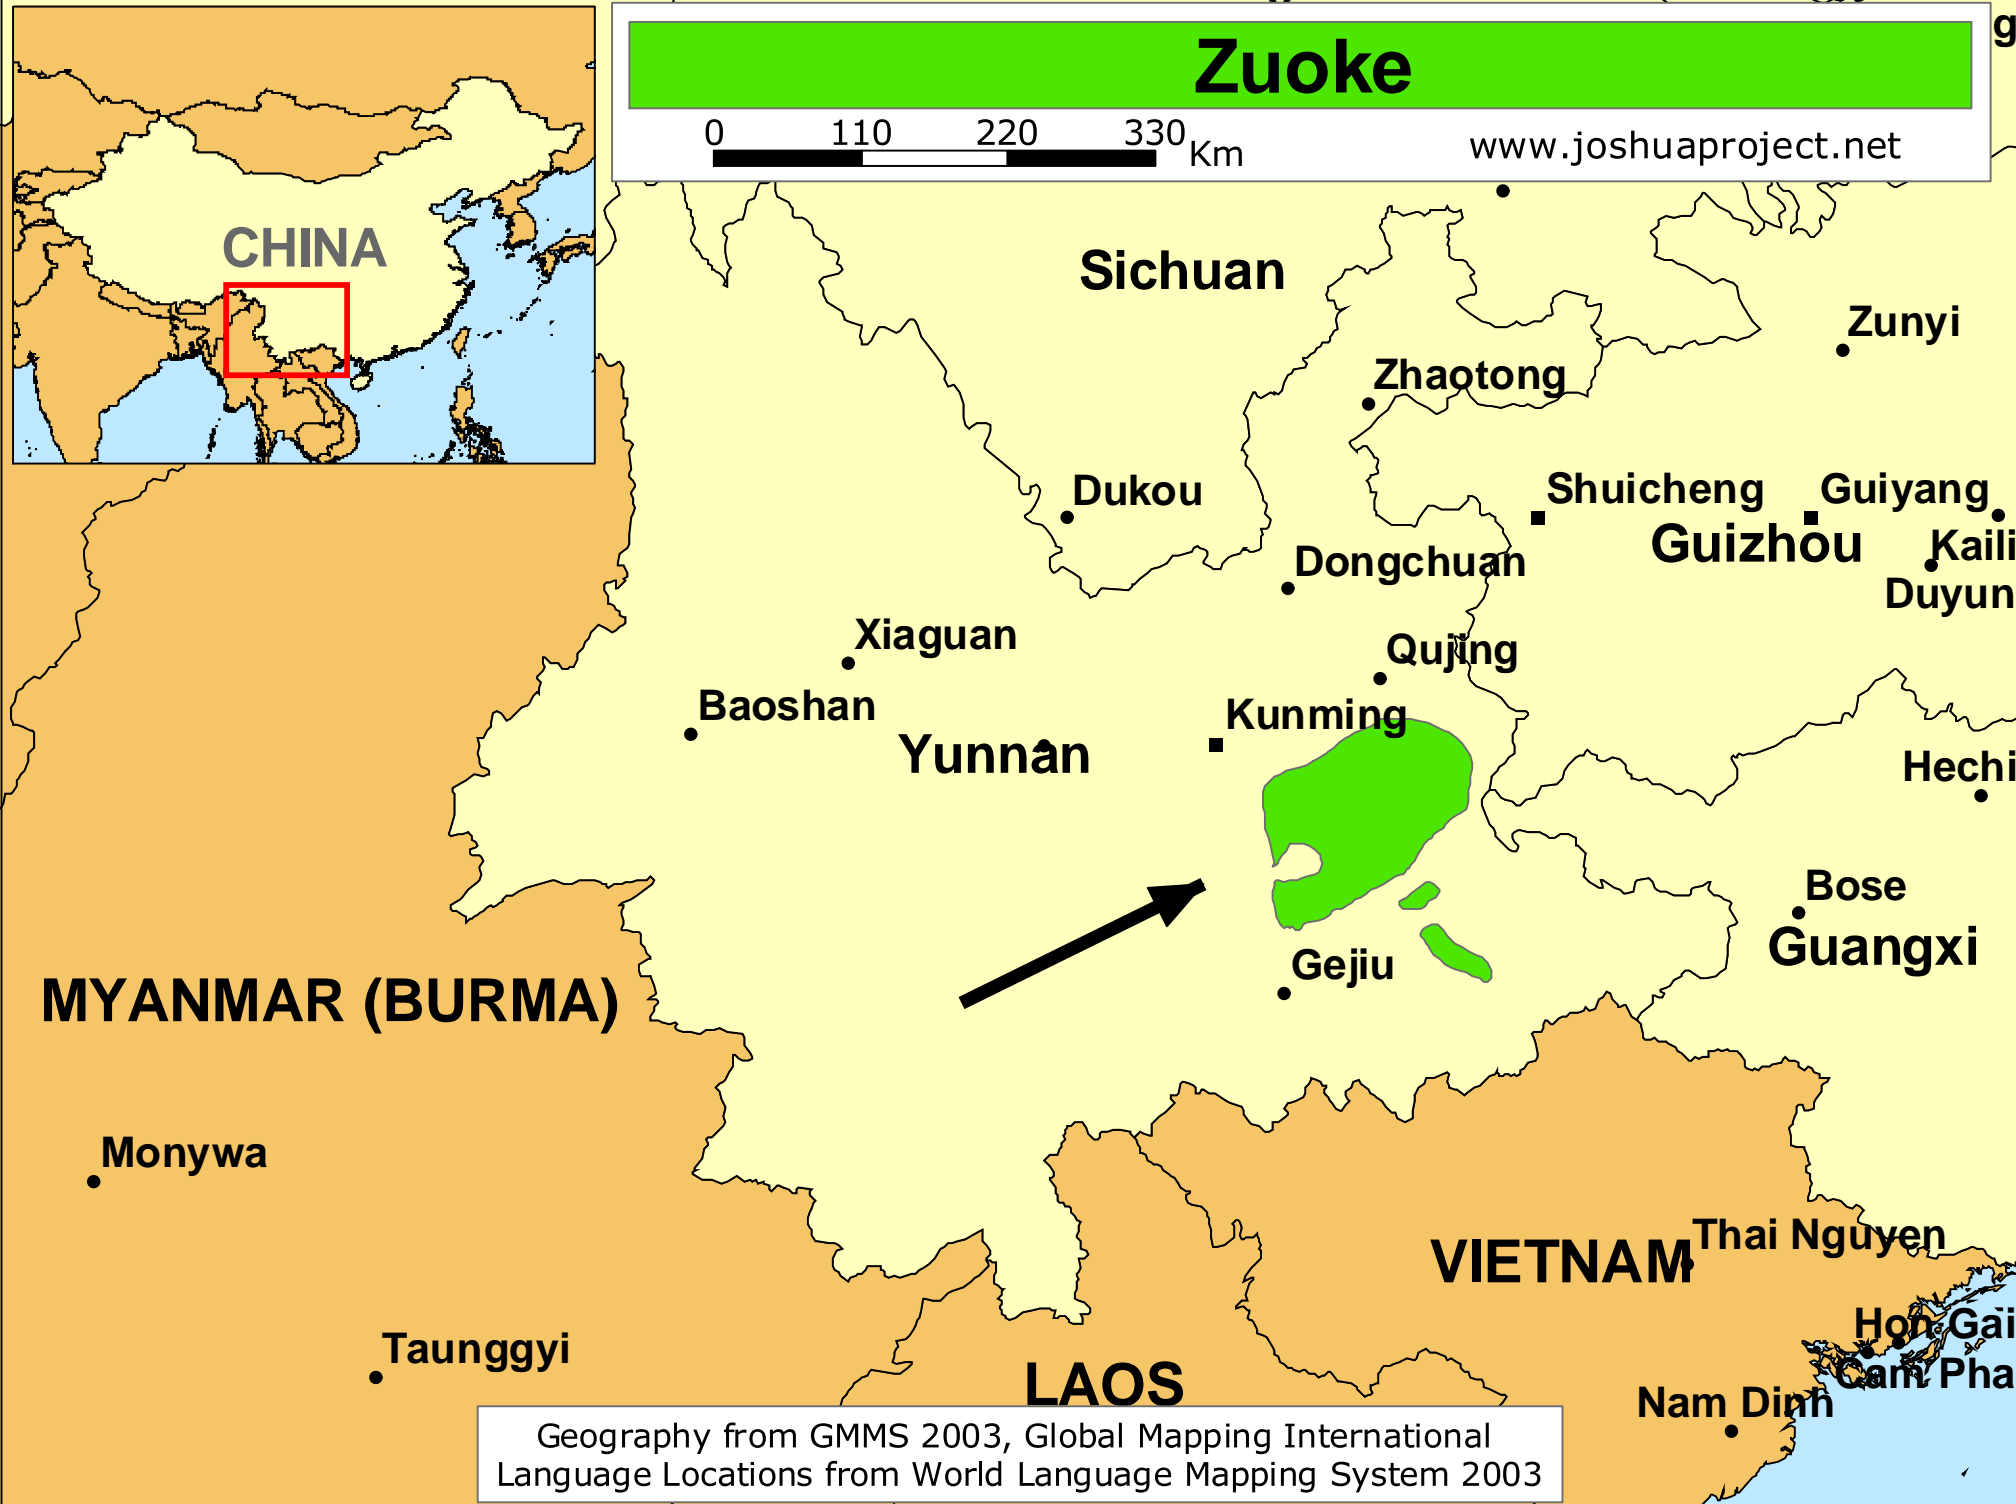 Zuoke
0 110 220 330 Km
www.joshuaproject.net
CHINA
Sichuan
Zunyi
Zhaotong
Dukou
Shuicheng
Guiyang
Guizhou
Kaili
Dongchuan
Duyun
Xiaguan
Qujing
Baoshan
Kunming
Yunnan
Hechi
Bose
Guangxi
Gejiu
MYANMAR (BURMA)
Monywa
Thai Nguyen
VIETNAM
Hon Gai
Taunggyi
Cam Pha
LAOS
Nam Dinh
Geography from GMMS 2003, Global Mapping International
Language Locations from World Language Mapping System 2003